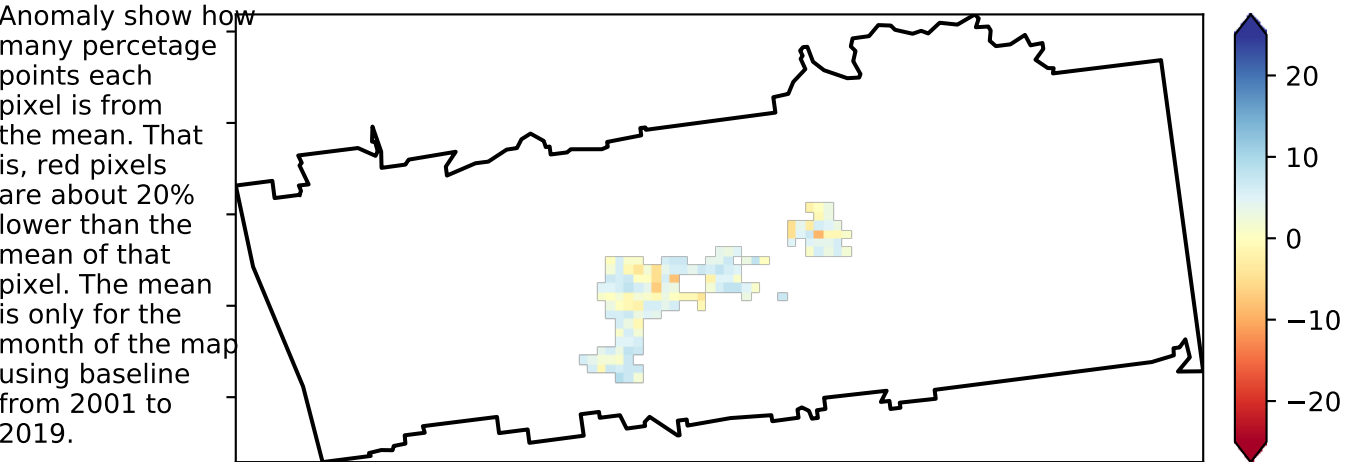 Anomaly show how
many percetage
points each
pixel is from
the mean. That
is, red pixels
are about 20%
lower than the
mean of that
pixel. The mean
is only for the
month of the map
using baseline
from 2001 to
2019.
20
10
0
−10
−20